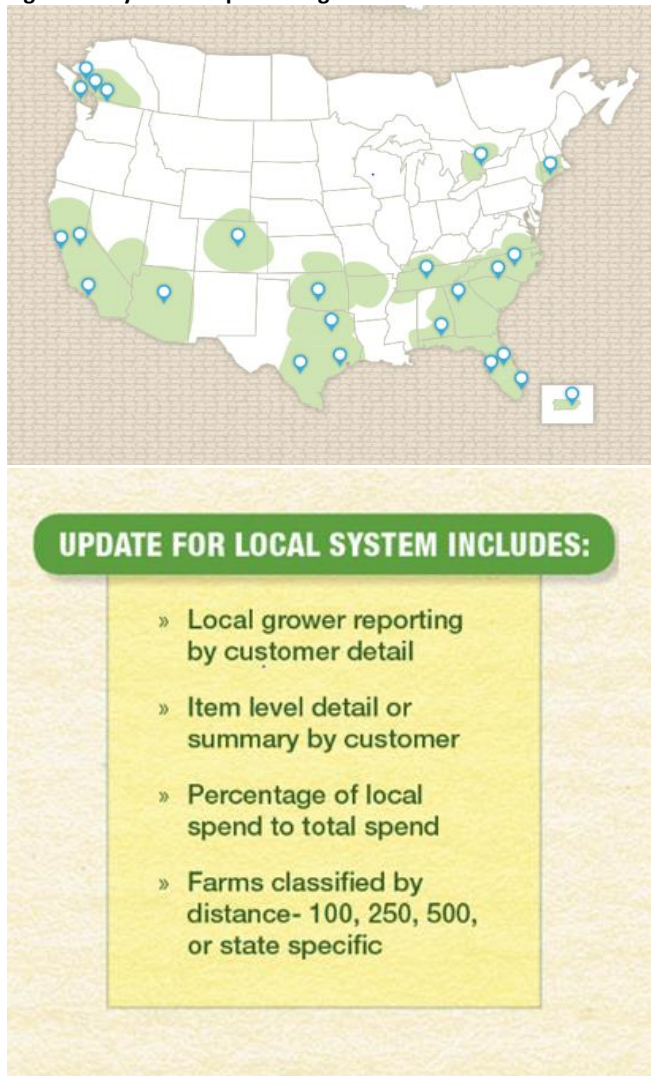 UPDATE FOR LOCAL SYSTEM INCLUDES:
» Local grower reporting
by customer detail
» Item level detail or
summary by customer
» Percentage of local
spend to total spend
» Farms classified by
distance- 100, 250, 500,
or state specific